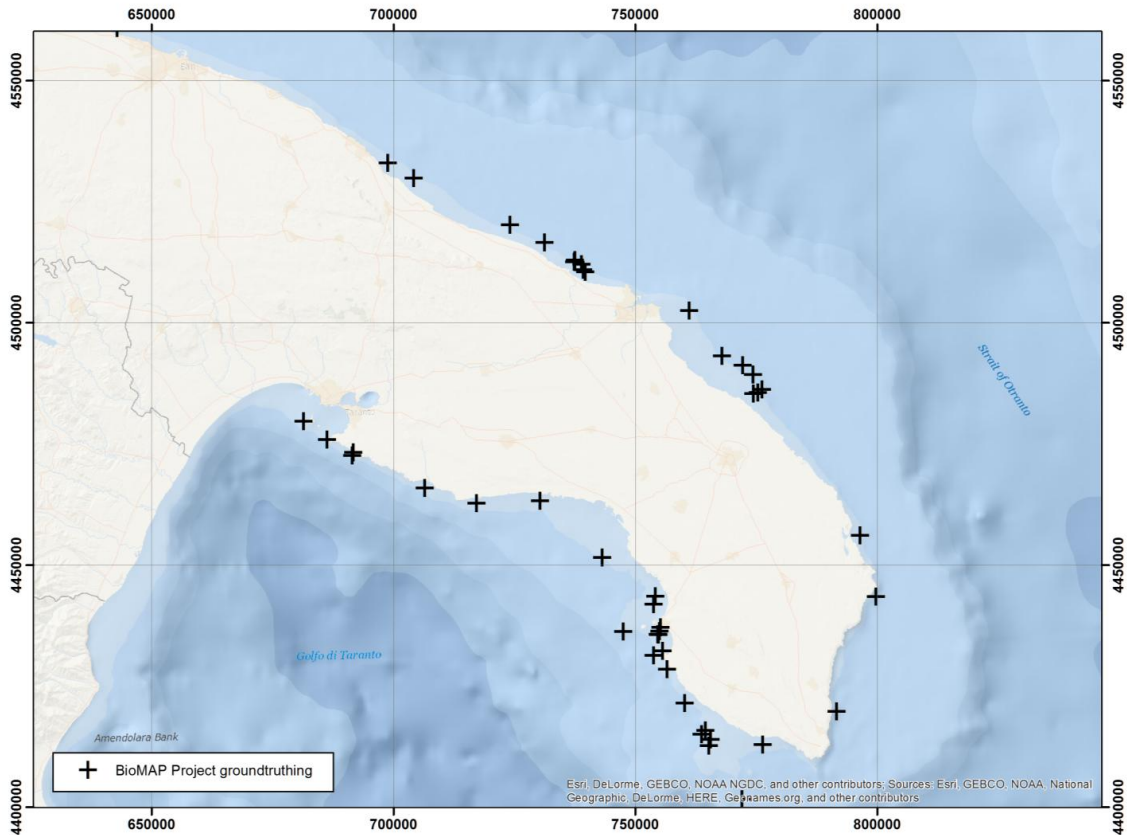 650000 700000 750000 800000
4550000 4550000
4500000 4500000
Strait of Otranto
4450000 4450000
Golfo di Taranto
Amendolara Bank
BioMAP Project groundtruthing
Esri, DeLorme, GEBCO, NOAA NGDC, and other contributors; Sources: Esri, GEBCO, NOAA, National
Geographic, DeLorme, HERE, Geonames.org, and other contributors
4400000 4400000
650000 700000 750000 800000